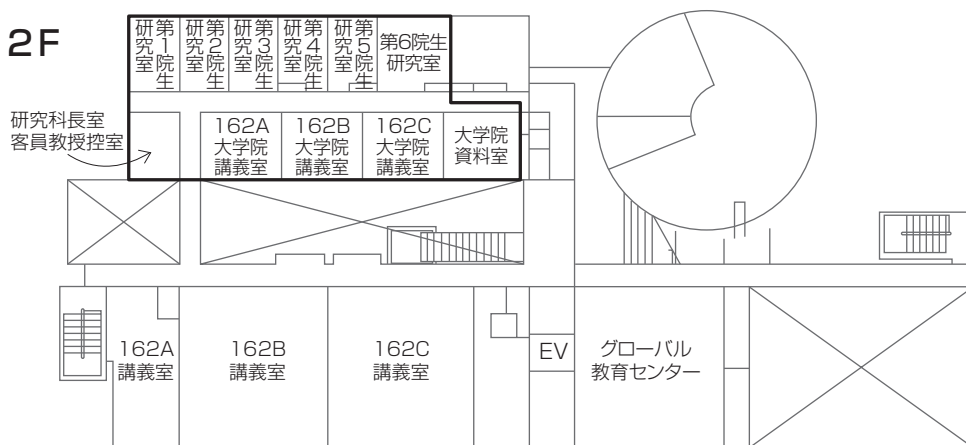 2F
第1院生
研究室
第2院生
研究室
第3院生
研究室
第4院生
研究室
第5院生
研究室
第6院生
研究室
研究科長室
客員教授控室
162A
大学院
講義室
162B
大学院
講義室
162C
大学院
講義室
大学院
資料室
162A
講義室
162B
講義室
162C
講義室
EV
グローバル
教育センター